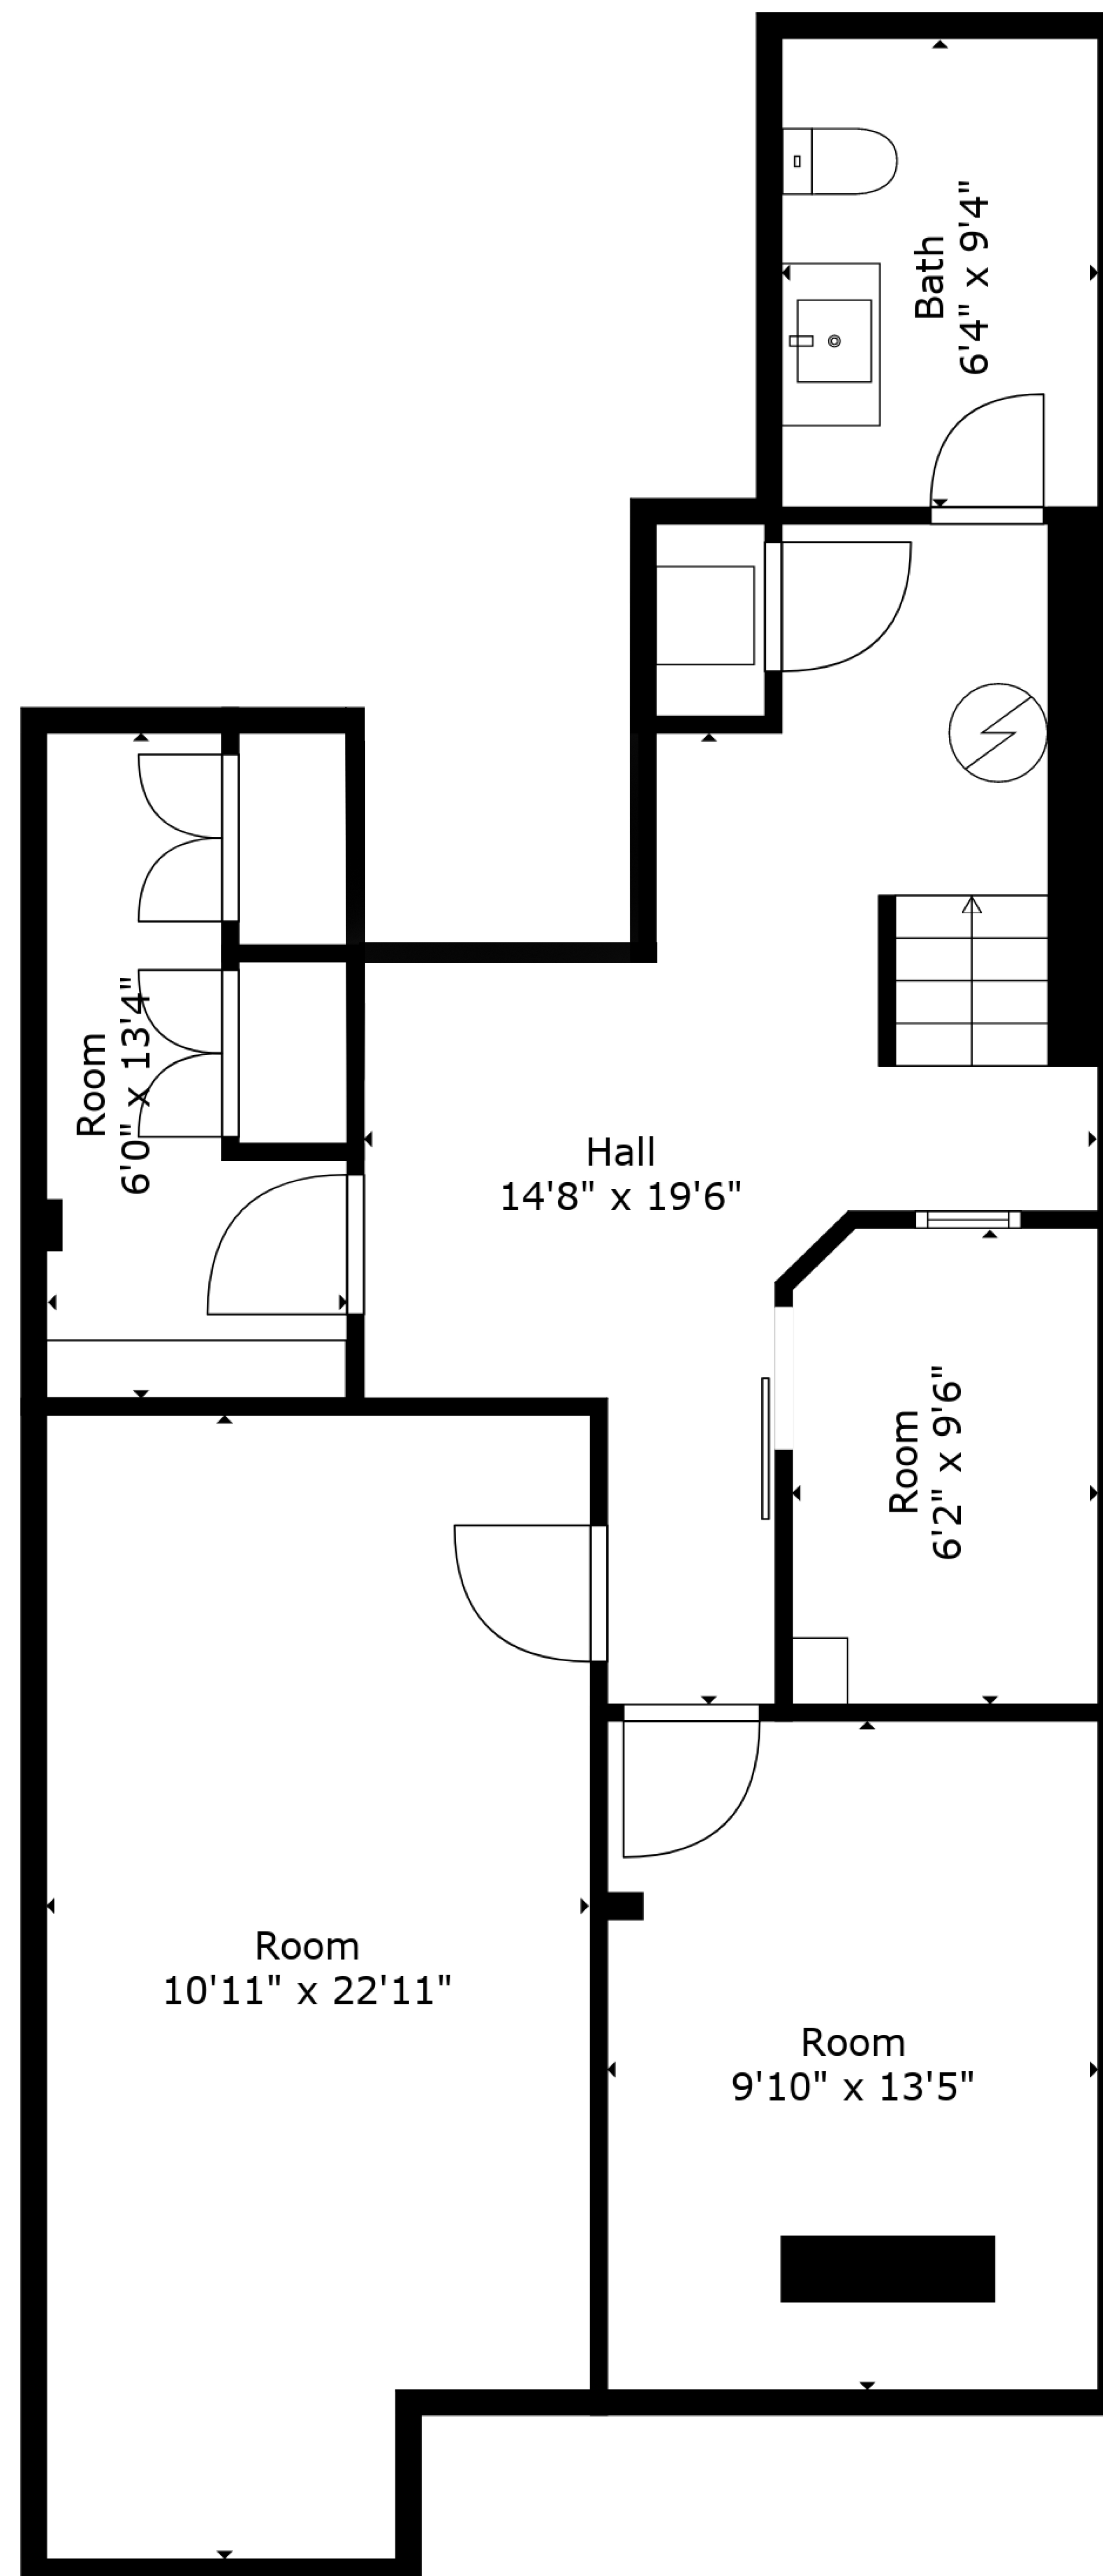 Bath
6'4" x 9'4"
Room
6'0" x 13'4"
Hall
14'8" x 19'6"
Room
6'2" x 9'6"
Room
10'11" x 22'11"
Room
9'10" x 13'5"